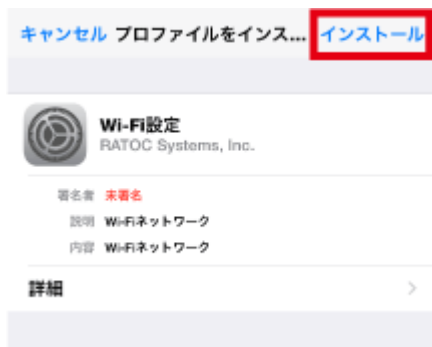 キャンセル プロファイルをインス... インストール
Wi-Fi設定
RATOC Systems, Inc.
署名者 未署名
説明 Wi-Fiネットワーク
内容 Wi-Fiネットワーク
詳細